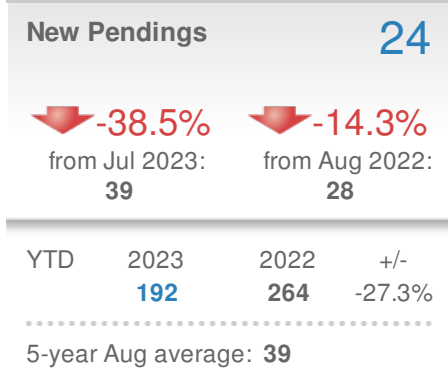 New Pendings 24
-38.5% -14.3%
from Jul 2023: from Aug 2022:
39 28
YTD 2023 2022 +/-
192 264 -27.3%
5-year Aug average: 39